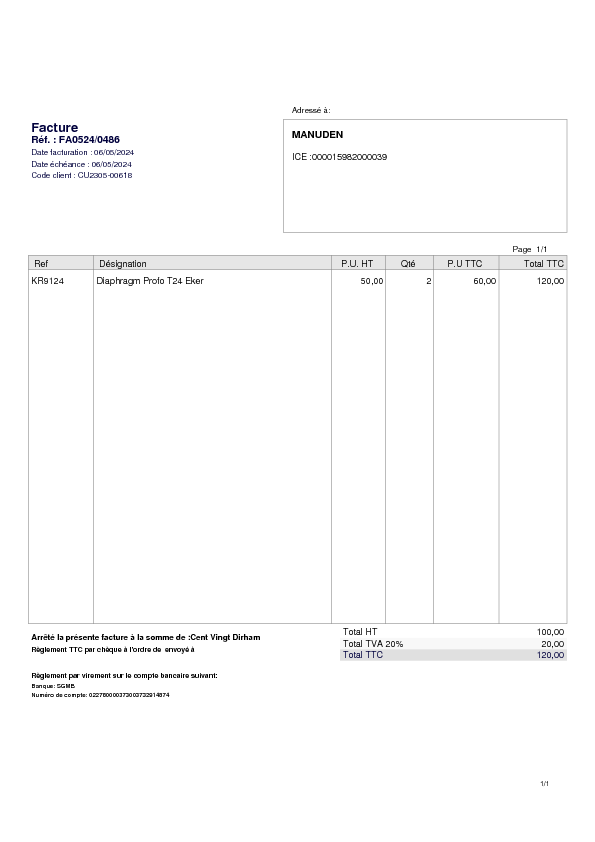 Adressé à:
Facture
Réf. : FA0524/0486
Date facturation : 06/05/2024
Date échéance : 06/05/2024
Code client : CU2305-00618
MANUDEN
ICE :000015982000039
Page 1/1
Ref Désignation P.U. HT Qté P.U TTC Total TTC
KR9124 Diaphragm Profo T24 Eker 50,00 2 60,00 120,00
Total HT 100,00
Arrêté la présente facture à la somme de :Cent Vingt Dirham
Total TVA 20% 20,00
Règlement TTC par chèque à l'ordre de envoyé à
Total TTC 120,00
Règlement par virement sur le compte bancaire suivant:
Banque: SGMB
Numéro de compte:
1/1